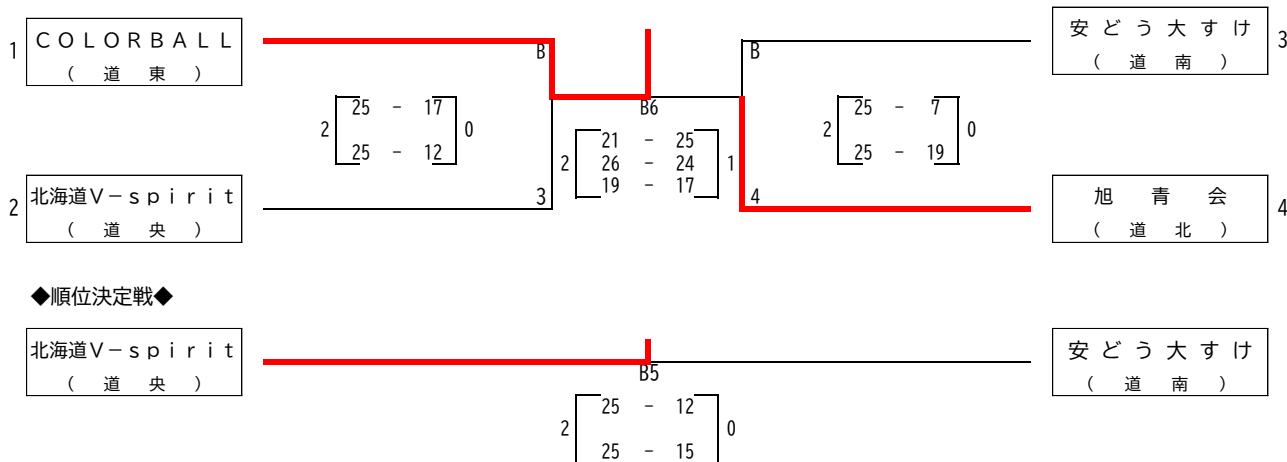 1
COLORBALL
( 道 東 )
B
B
安どう大すけ
( 道 南 )
3
B6
2
25 - 17
25 - 12
0
2
21 - 25
26 - 24
19 - 17
1
2
25 - 7
25 - 19
0
2
北海道V-spirit
( 道 央 )
3
4
旭 青 会
( 道 北 )
4
◆順位決定戦◆
北海道V-spirit
( 道 央 )
B5
安どう大すけ
( 道 南 )
2
25 - 12
25 - 15
0